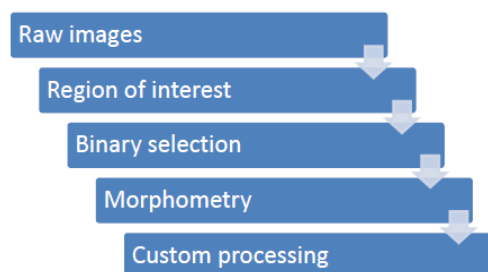 Raw images
Region of interest
Binary selection
Morphometry
Custom processing